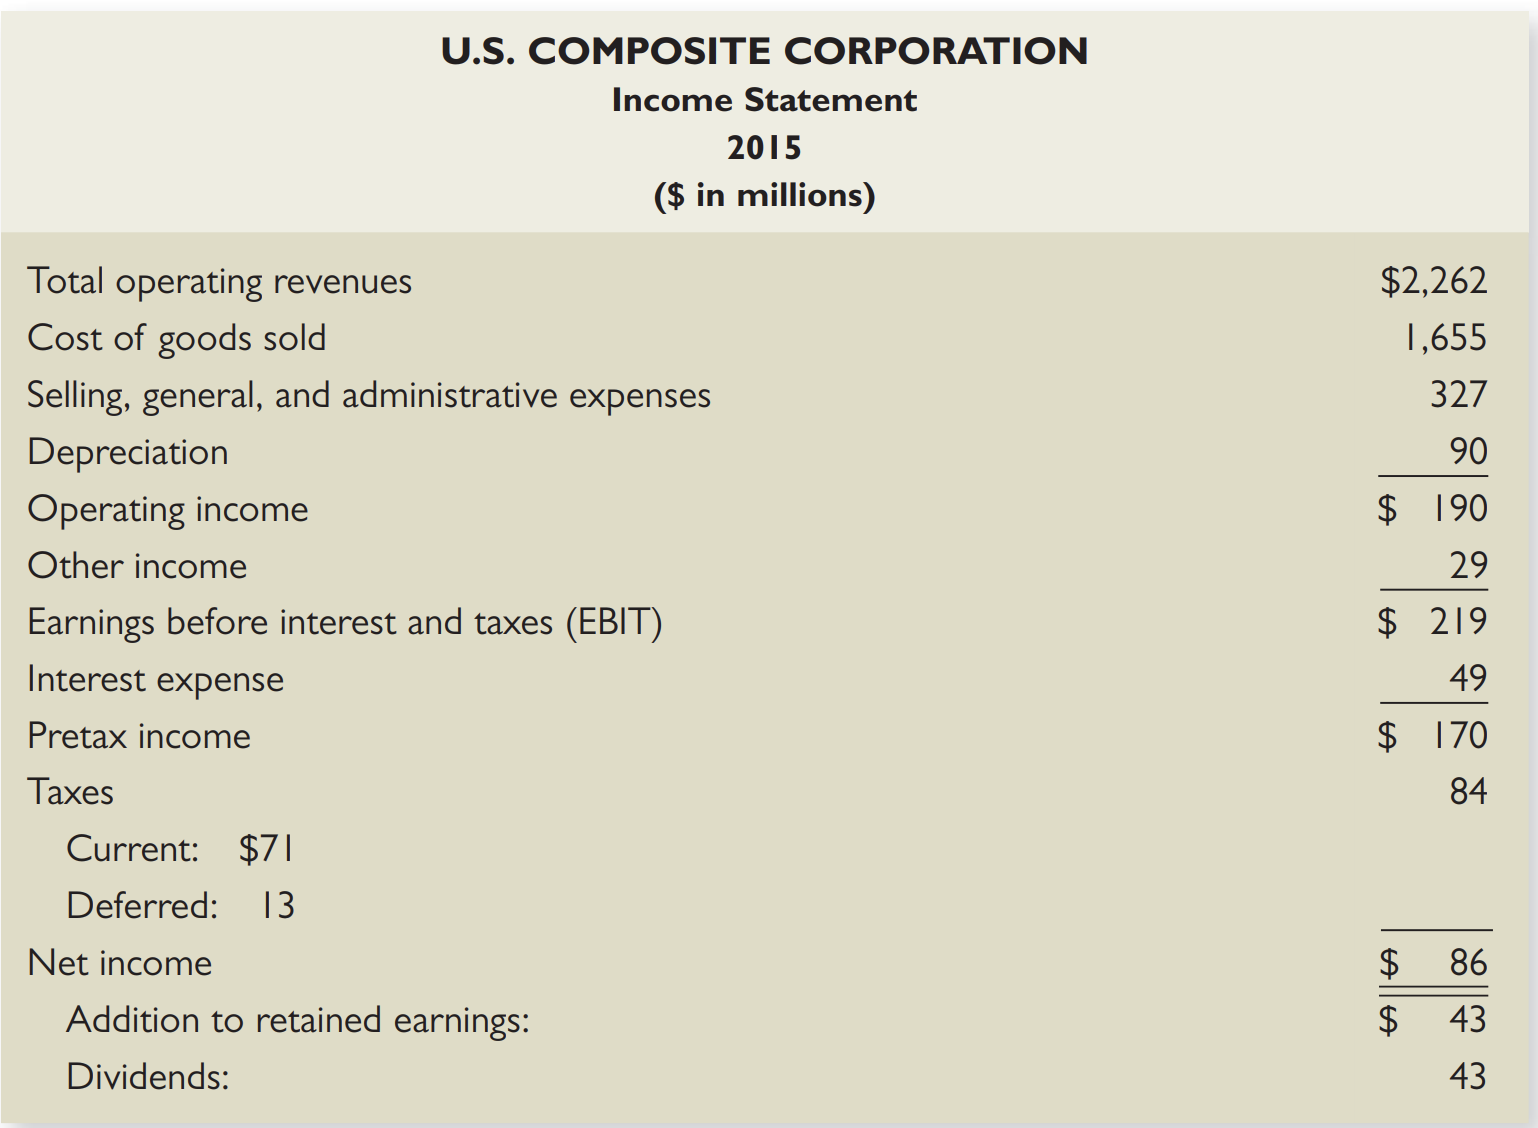 U.S. COMPOSITE CORPORATION
Income Statement
2015
($ in millions)
Total operating revenues $2,262
Cost of goods sold 1,655
Selling, general, and administrative expenses 327
Depreciation 90
Operating income $ 190
Other income 29
Earnings before interest and taxes (EBIT) $ 219
Interest expense 49
Pretax income $ 170
Taxes 84
Current: $71
Deferred: 13
Net income $ 86
Addition to retained earnings: $ 43
Dividends: 43